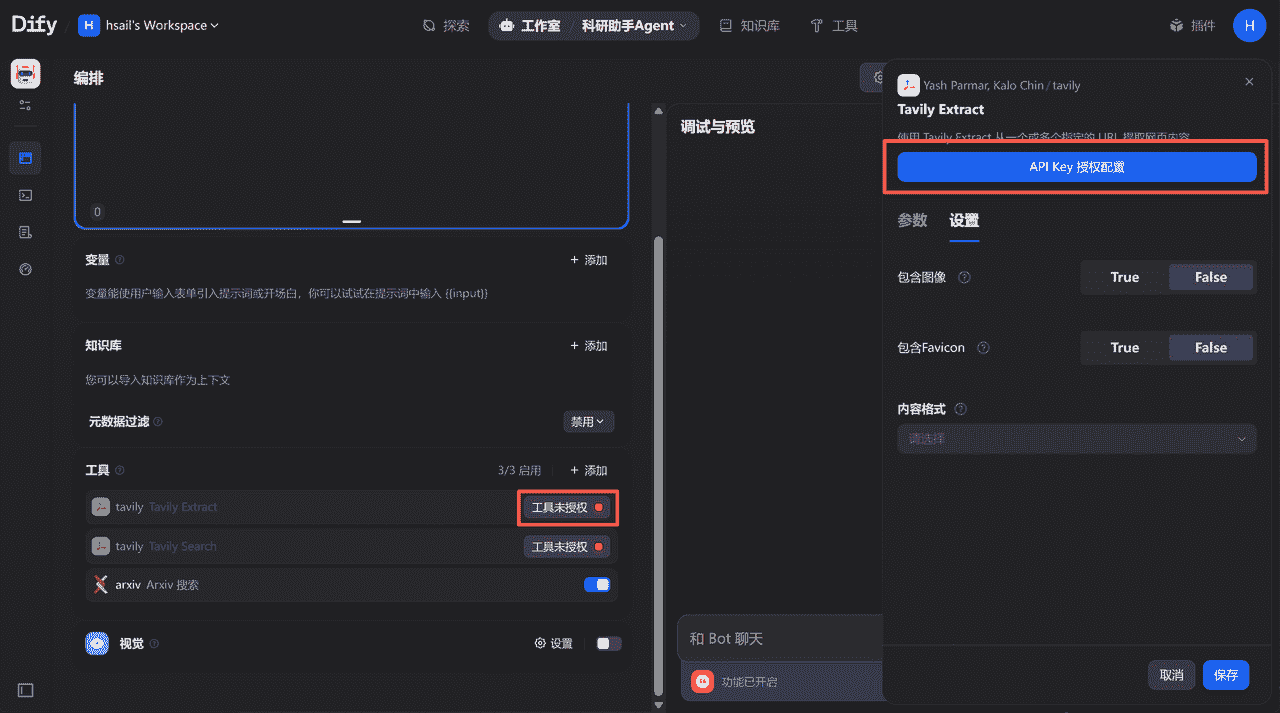 Dify / H hsail's Workspace
探索
工作室 / 科研助手Agent
知识库
工具
插件
H
编排
0
变量
+ 添加
变量能使用户输入表单引入提示词或开场白，你可以试试在提示词中输入 {{input}}
知识库
+ 添加
您可以导入知识库作为上下文
元数据过滤
禁用
工具
3/3 启用
+ 添加
tavily Tavily Extract
工具未授权
tavily Tavily Search
工具未授权
arxiv Arxiv 搜索
视觉
设置
调试与预览
和 Bot 聊天
功能已开启
Yash Parmar, Kalo Chin / tavily
Tavily Extract
使用 Tavily Extract 从一个或多个指定的 URL 提取网页内容
API Key 授权配置
参数
设置
包含图像
True
False
包含Favicon
True
False
内容格式
请选择
取消
保存